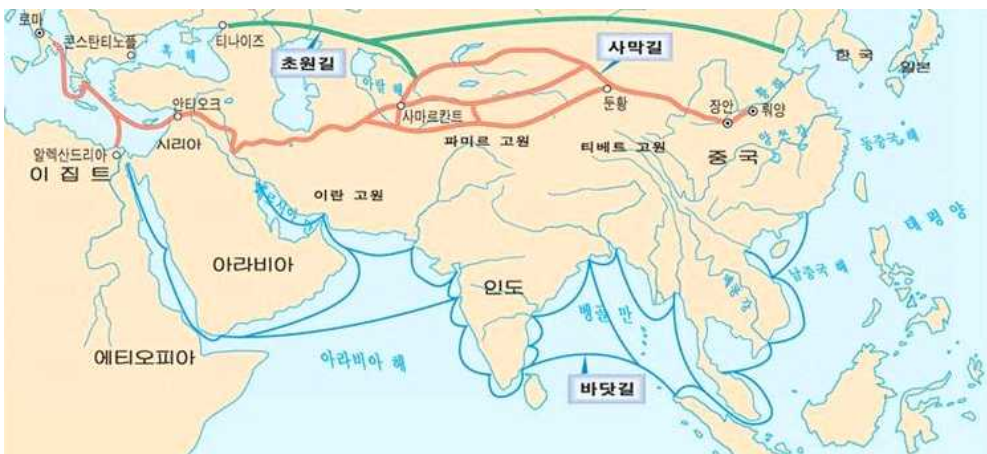 로마
콘스탄티노플
흑 해
티나이즈
초원길
아랄 해
사막길
한 국
일본
안티오크
사마르칸트
둔황
장안
뤄양
황 하
시리아
알렉산드리아
이 집 트
파미르 고원
티베트 고원
중 국
양 쯔 강
동중국 해
페르시아 만
이란 고원
태 평 양
아라비아
인도
벵골 만
메콩 강
남중국 해
에티오피아
아라비아 해
바닷길